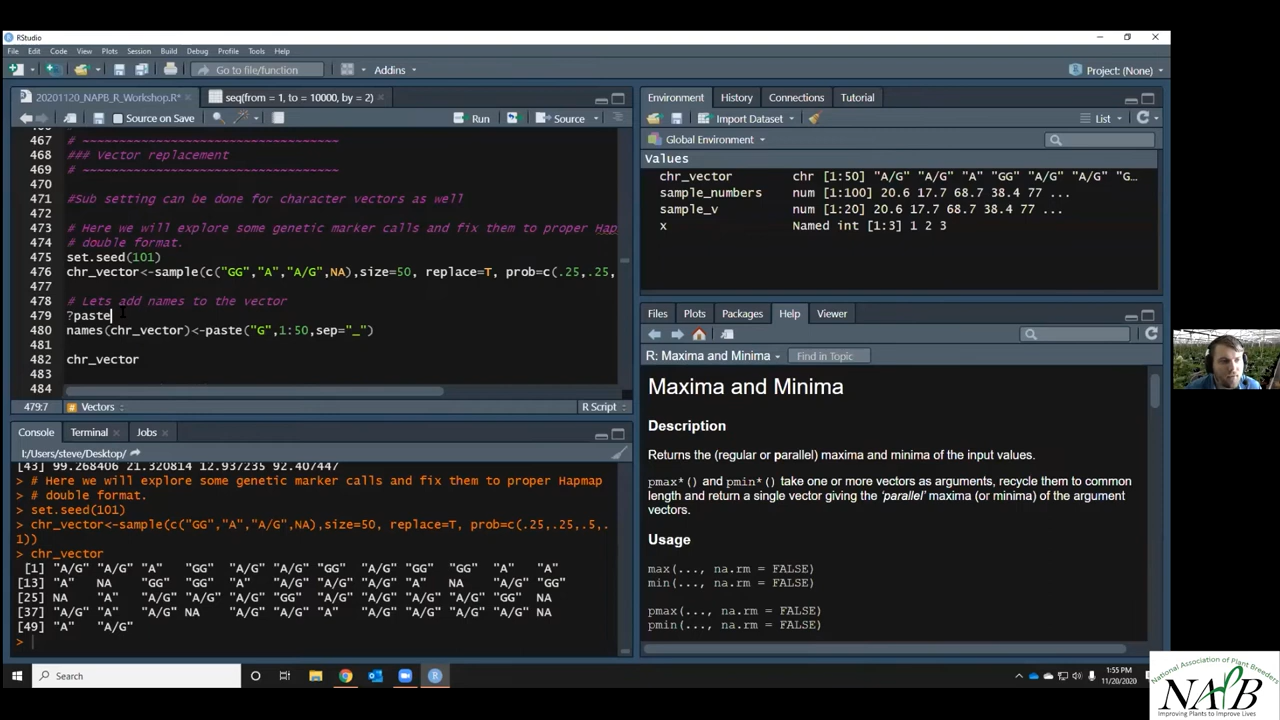 RStudio
File Edit Code View Plots Session Build Debug Profile Tools Help
Go to file/function Addins Project: (None)
20201120_NAPB_R_Workshop.R* seq(from = 1, to = 10000, by = 2)
Source on Save Run Source
467 # ~~~~~~~~~~~~~~~~~~~~~~~~~~~~~~~~~~~
468 ### Vector replacement
469 # ~~~~~~~~~~~~~~~~~~~~~~~~~~~~~~~~~~~
470
471 #Sub setting can be done for character vectors as well
472
473 # Here we will explore some genetic marker calls and fix them to proper Hap
474 # double format.
475 set.seed(101)
476 chr_vector<-sample(c("GG","A","A/G",NA),size=50, replace=T, prob=c(.25,.25,
477
478 # Lets add names to the vector
479 ?paste
480 names(chr_vector)<-paste("G",1:50,sep="_")
481
482 chr_vector
483
484
479:7 Vectors R Script
Console Terminal Jobs
I:/Users/steve/Desktop/
[43] 99.268406 21.320814 12.937235 92.407447
> # Here we will explore some genetic marker calls and fix them to proper Hapmap
> # double format.
> set.seed(101)
> chr_vector<-sample(c("GG","A","A/G",NA),size=50, replace=T, prob=c(.25,.25,.5,.
1))
> chr_vector
[1] "A/G" "A/G" "A" "GG" "A/G" "A/G" "GG" "A/G" "GG" "GG" "A" "A"
[13] "A" NA "GG" "GG" "A" "A/G" "A/G" "A/G" "A" NA "A/G" "GG"
[25] NA "A" "A/G" "A/G" "A/G" "GG" "A/G" "A/G" "A/G" "A/G" "GG" NA
[37] "A/G" "A" "A/G" NA "A/G" "A/G" "A" "A/G" "A/G" "A/G" "A/G" NA
[49] "A" "A/G"
>
Environment History Connections Tutorial
Import Dataset List
Global Environment
Values
chr_vector chr [1:50] "A/G" "A/G" "A" "GG" "A/G" "A/G" "G…
sample_numbers num [1:100] 20.6 17.7 68.7 38.4 77 ...
sample_v num [1:20] 20.6 17.7 68.7 38.4 77 ...
x Named int [1:3] 1 2 3
Files Plots Packages Help Viewer
R: Maxima and Minima Find in Topic
Maxima and Minima
Description
Returns the (regular or parallel) maxima and minima of the input values.
pmax*() and pmin*() take one or more vectors as arguments, recycle them to common
length and return a single vector giving the ‘parallel’ maxima (or minima) of the argument
vectors.
Usage
max(..., na.rm = FALSE)
min(..., na.rm = FALSE)
pmax(..., na.rm = FALSE)
pmin(..., na.rm = FALSE)
Search
1:55 PM
11/20/2020
National Association of Plant Breeders
NAPB
Improving Plants to Improve Lives